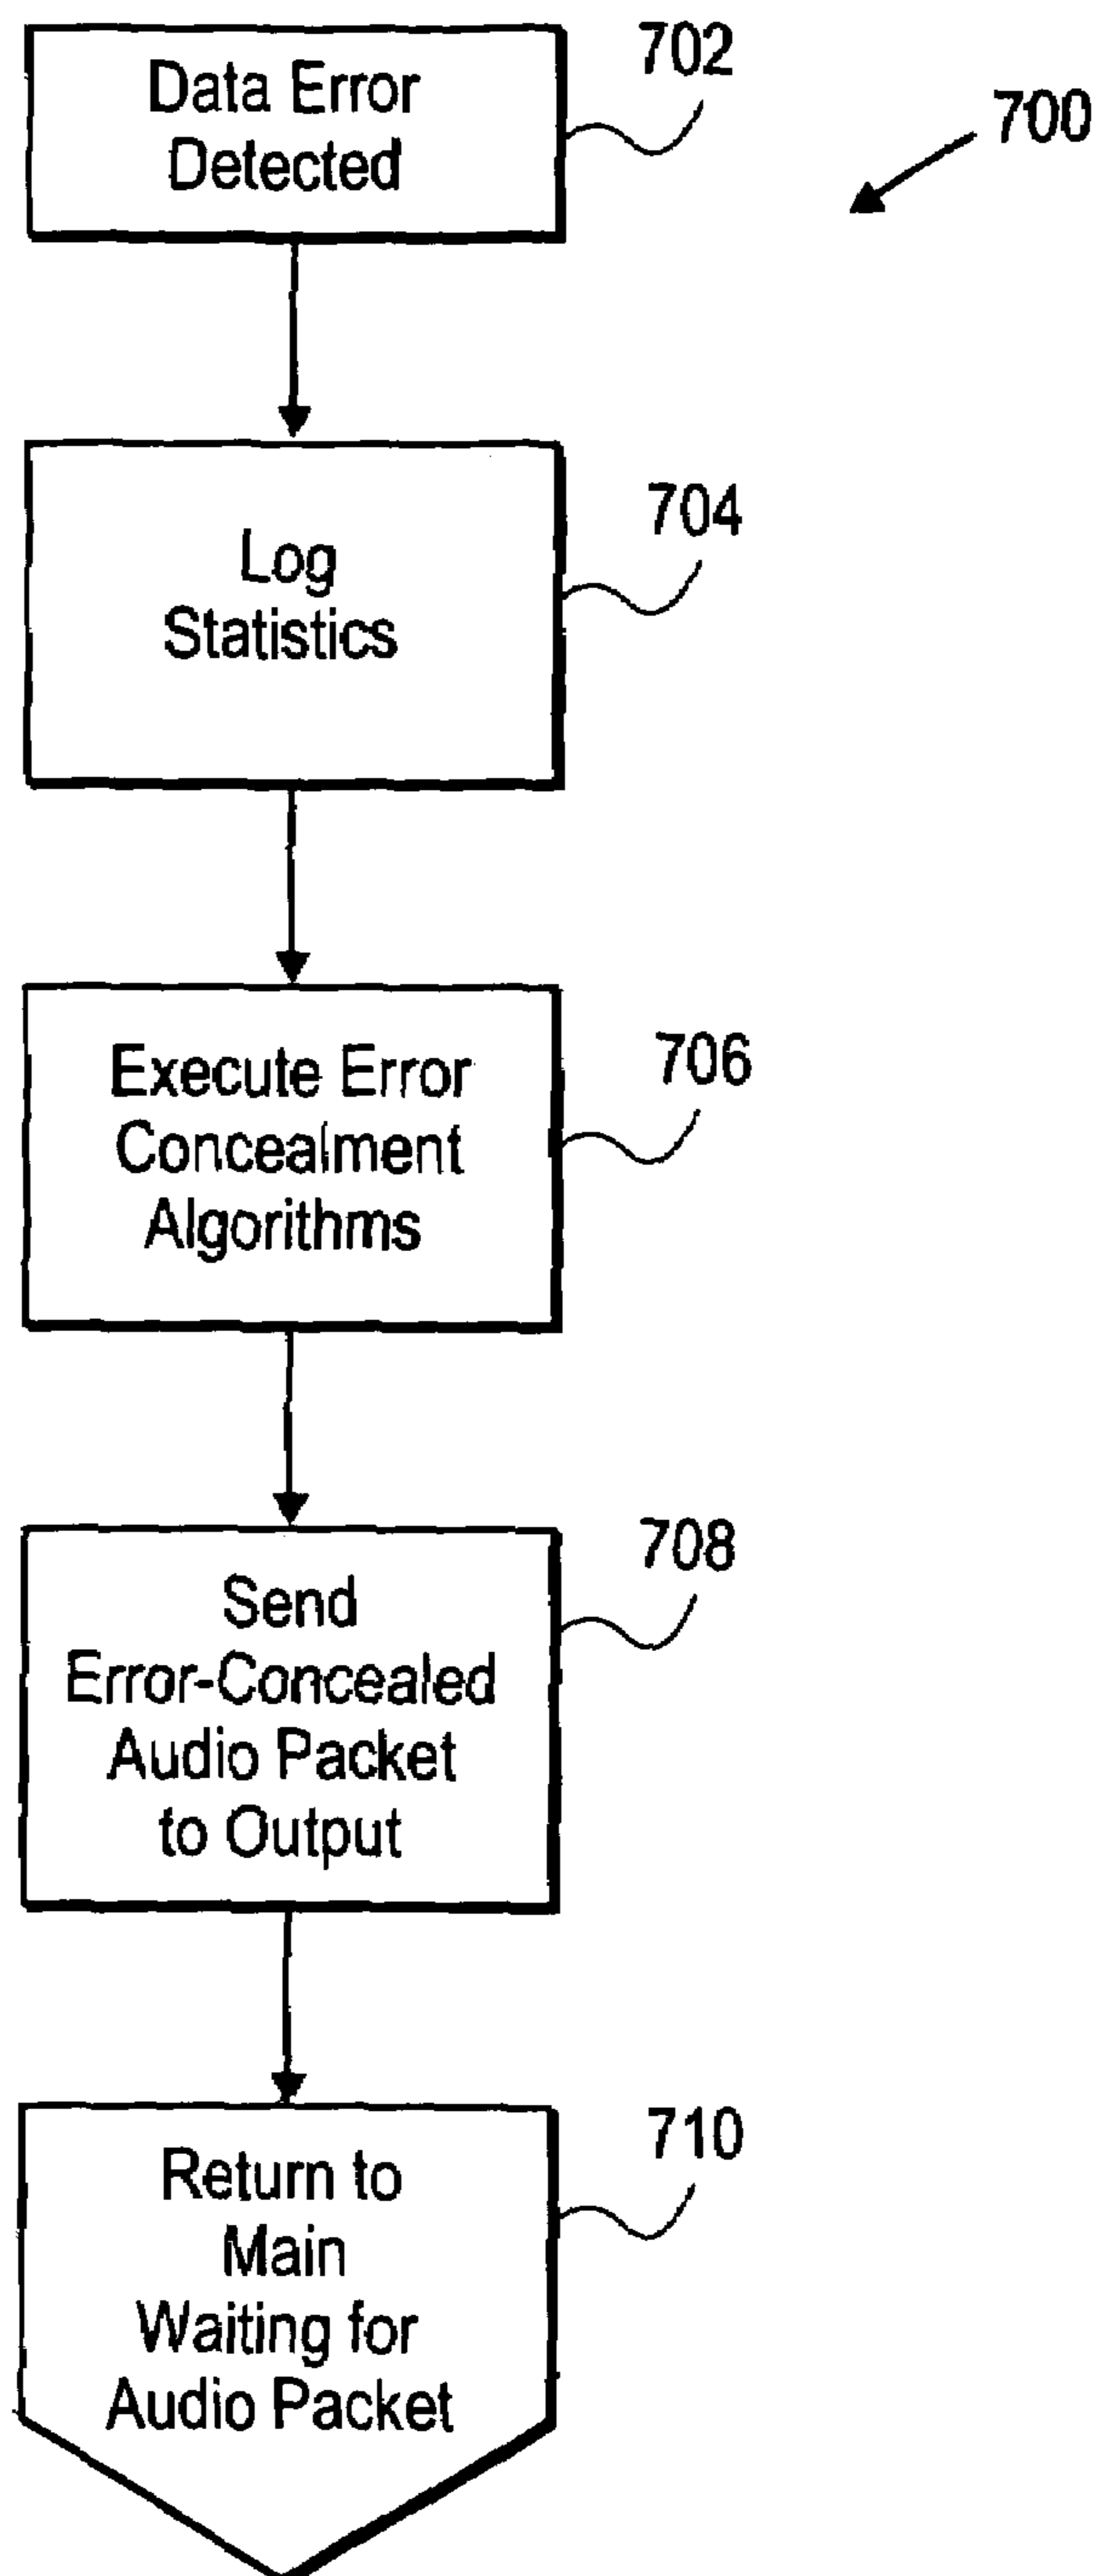 Data Error
Detected
702
700
Log
Statistics
704
Execute Error
Concealment
Algorithms
706
Send
Error-Concealed
Audio Packet
to Output
708
Return to
Main
Waiting for
Audio Packet
710